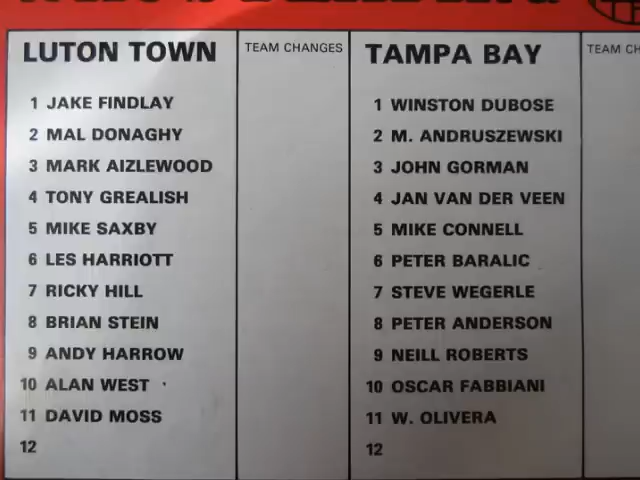 LUTON TOWN
TEAM CHANGES
1 JAKE FINDLAY
2 MAL DONAGHY
3 MARK AIZLEWOOD
4 TONY GREALISH
5 MIKE SAXBY
6 LES HARRIOTT
7 RICKY HILL
8 BRIAN STEIN
9 ANDY HARROW
10 ALAN WEST
11 DAVID MOSS
12
TAMPA BAY
TEAM CH
1 WINSTON DUBOSE
2 M. ANDRUSZEWSKI
3 JOHN GORMAN
4 JAN VAN DER VEEN
5 MIKE CONNELL
6 PETER BARALIC
7 STEVE WEGERLE
8 PETER ANDERSON
9 NEILL ROBERTS
10 OSCAR FABBIANI
11 W. OLIVERA
12